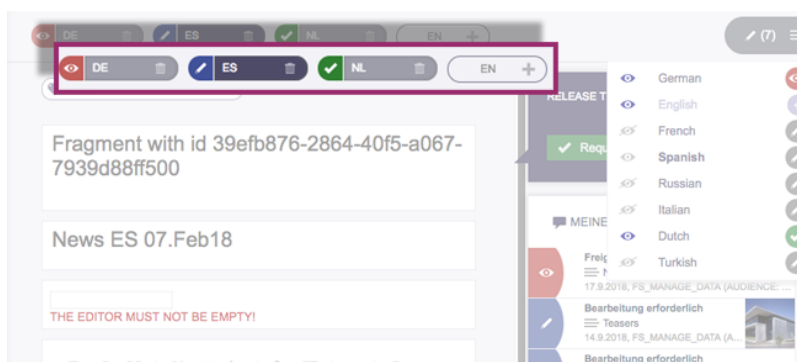 DE ES NL EN
DE ES NL EN
(7)
German
English
French
Spanish
Russian
Italian
Dutch
Turkish
RELEASE T
Requ
Fragment with id 39efb876-2864-40f5-a067-
7939d88ff500
News ES 07.Feb18
THE EDITOR MUST NOT BE EMPTY!
MEINE
Freig
17.9.2018, FS_MANAGE_DATA (AUDIENCE: ...
Bearbeitung erforderlich
Teasers
14.9.2018, FS_MANAGE_DATA (A...
Bearbeitung erforderlich